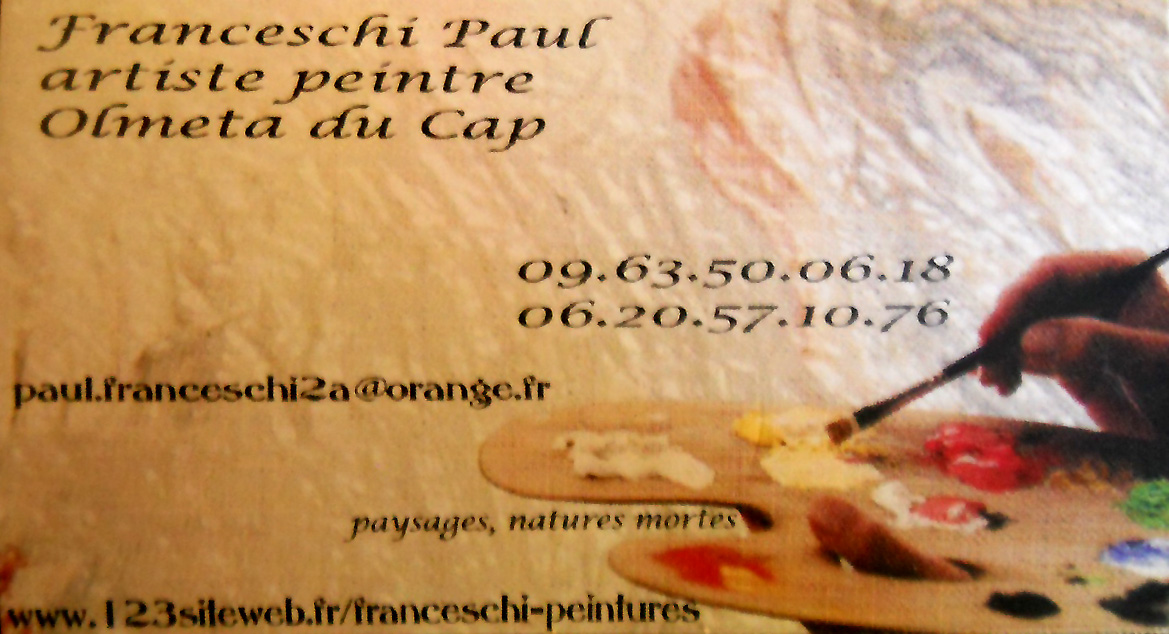 Franceschi Paul
artiste peintre
Olmeta du Cap
09.63.50.06.18
06.20.57.10.76
paul.franceschi2a@orange.fr
paysages, natures mortes
www.123siteweb.fr/franceschi-peintures